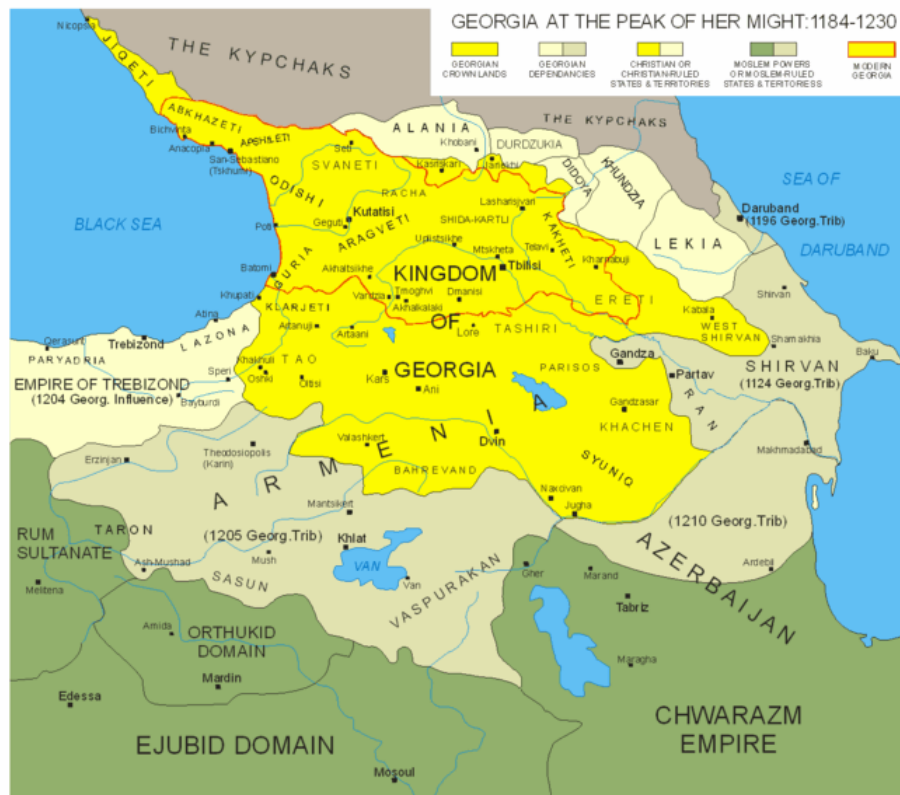 GEORGIA AT THE PEAK OF HER MIGHT:1184-1230
GEORGIAN
CROWN LANDS
GEORGIAN
DEPENDANCIES
CHRISTIAN OR
CHRISTIAN-RULED
STATES & TERRITORIES
MOSLEM POWERS
OR MOSLEM-RULED
STATES & TERITORIESS
MODERN
GEORGIA
Nicopsia
JIQETI
THE KYPCHAKS
ABKHAZETI
Bichvinta
APSHILETI
Anacopia
San-Sebastiano
(Tskhumi)
ALANIA
Khobani
DURDZUKIA
THE KYPCHAKS
Seti
SVANETI
Kasriskari
DIDOYA
KHUNDZIA
SEA OF
DARUBAND
Daruband
(1196 Georg.Trib)
BLACK SEA
ODISHI
RACHA
Lasharisjvari
LEKIA
Poti
Geguti
Kutatisi
ARAGVETI
SHIDA-KARTLI
KAKHETI
Uplistsikhe
Mtskheta
Telavi
Kharnabuji
Batomi
GURIA
Akhaltsikhe
KINGDOM
Tbilisi
Shirvan
Khupati
KLARJETI
Vardzia
Tmoghvi
Akhalkalaki
Dmanisi
ERETI
Kabala
WEST
SHIRVAN
Atina
LAZONA
Artanuji
Artaani
OF
Lore
TASHIRI
Shamakhia
Qerasunt
Trebizond
PARYADRIA
Khakhuli
TAO
Gandza
SHIRVAN
(1124 Georg.Trib)
Baku
EMPIRE OF TREBIZOND
(1204 Georg. Influence)
Speri
Oshki
Oltisi
Kars
GEORGIA
Ani
PARISOS
Partav
RAN
Bayburdi
Gandzasar
KHACHEN
Valashkert
Dvin
Makhmadabad
Erzinjan
Theodosiopolis
(Karin)
ARMENIA
BAHREVAND
SYUNIQ
Naxcivan
Mantsikert
Jugha
RUM
SULTANATE
TARON
(1205 Georg.Trib)
Khlat
(1210 Georg.Trib)
Ash-Mushad
Mush
VAN
Van
AZERBAIJAN
Melitena
SASUN
VASPURAKAN
Gher
Marand
Ardebil
Tabriz
Amida
ORTHUKID
DOMAIN
Maragha
Mardin
Edessa
CHWARAZM
EMPIRE
EJUBID DOMAIN
Mosoul